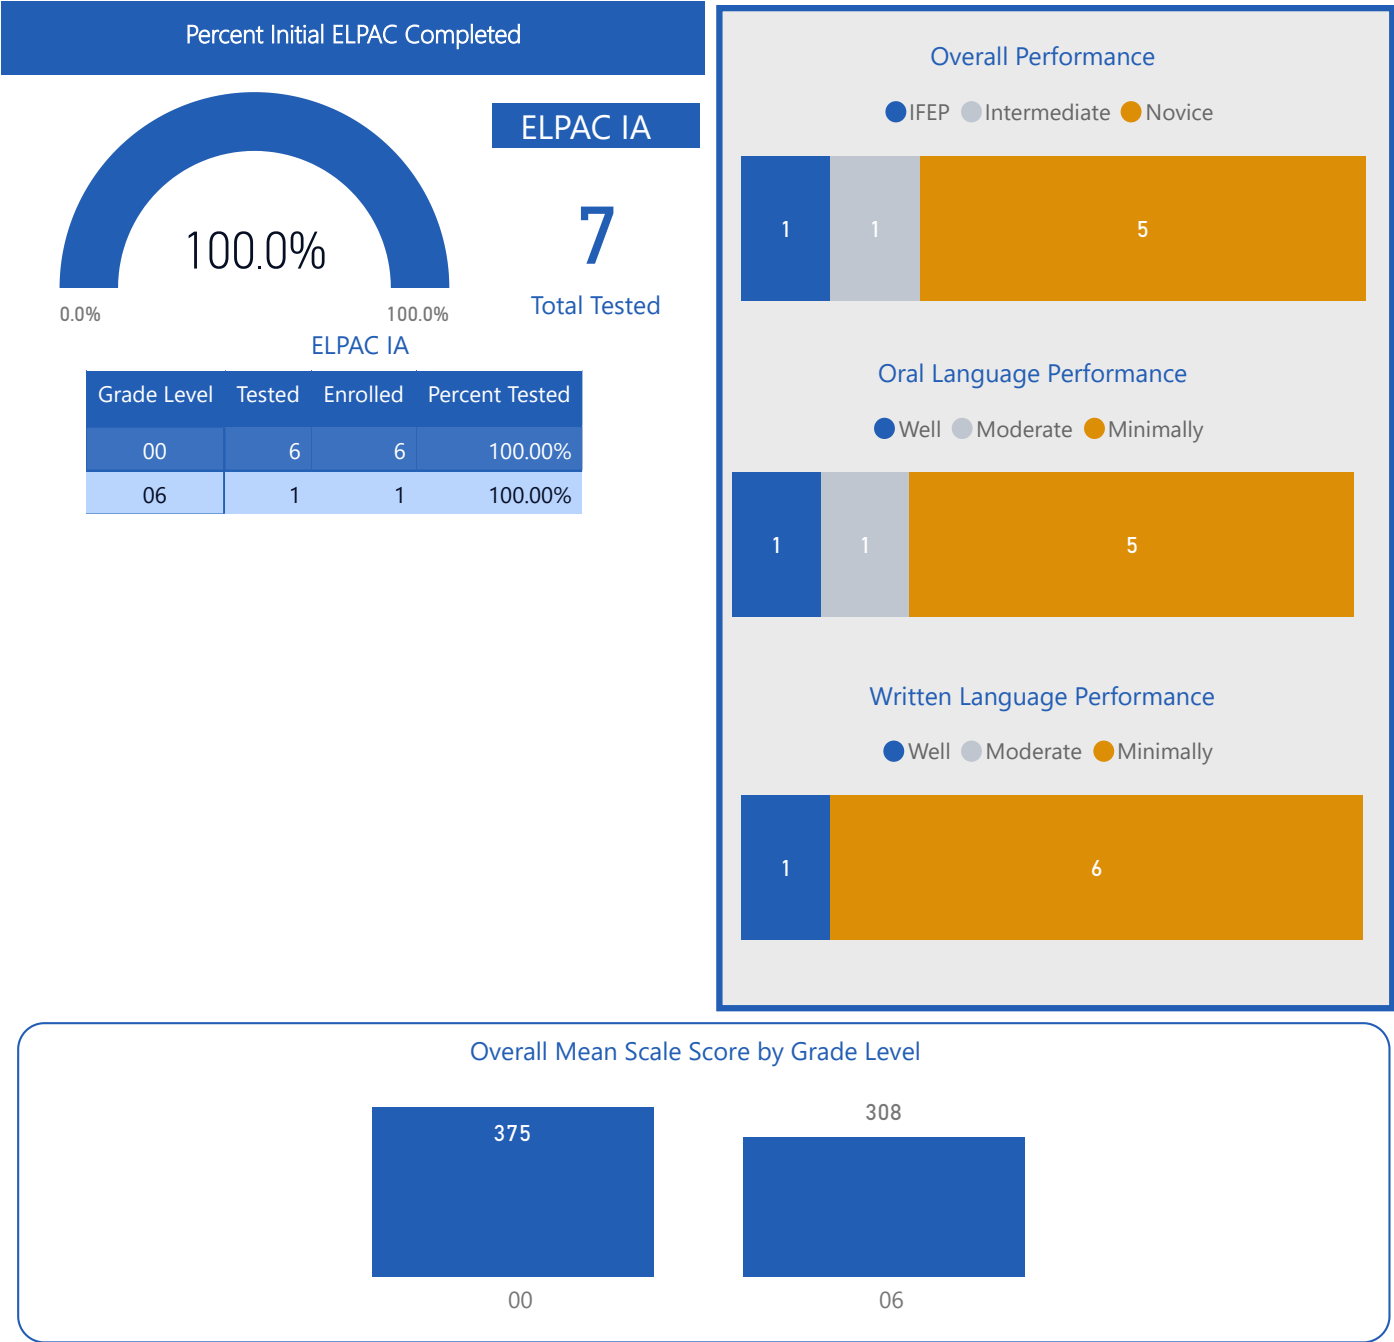 Percent Initial ELPAC Completed
100.0%
0.0%
100.0%
ELPAC IA
7
Total Tested
ELPAC IA
Grade Level Tested Enrolled Percent Tested
00 6 6 100.00%
06 1 1 100.00%
Overall Performance
IFEP Intermediate Novice
1 1 5
Oral Language Performance
Well Moderate Minimally
1 1 5
Written Language Performance
Well Moderate Minimally
1 6
Overall Mean Scale Score by Grade Level
375
308
00
06